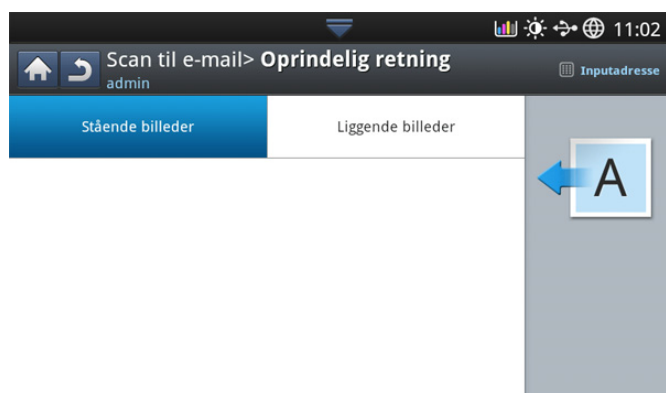 11:02
Scan til e-mail> Oprindelig retning
admin
Inputadresse
Stående billeder
Liggende billeder
A